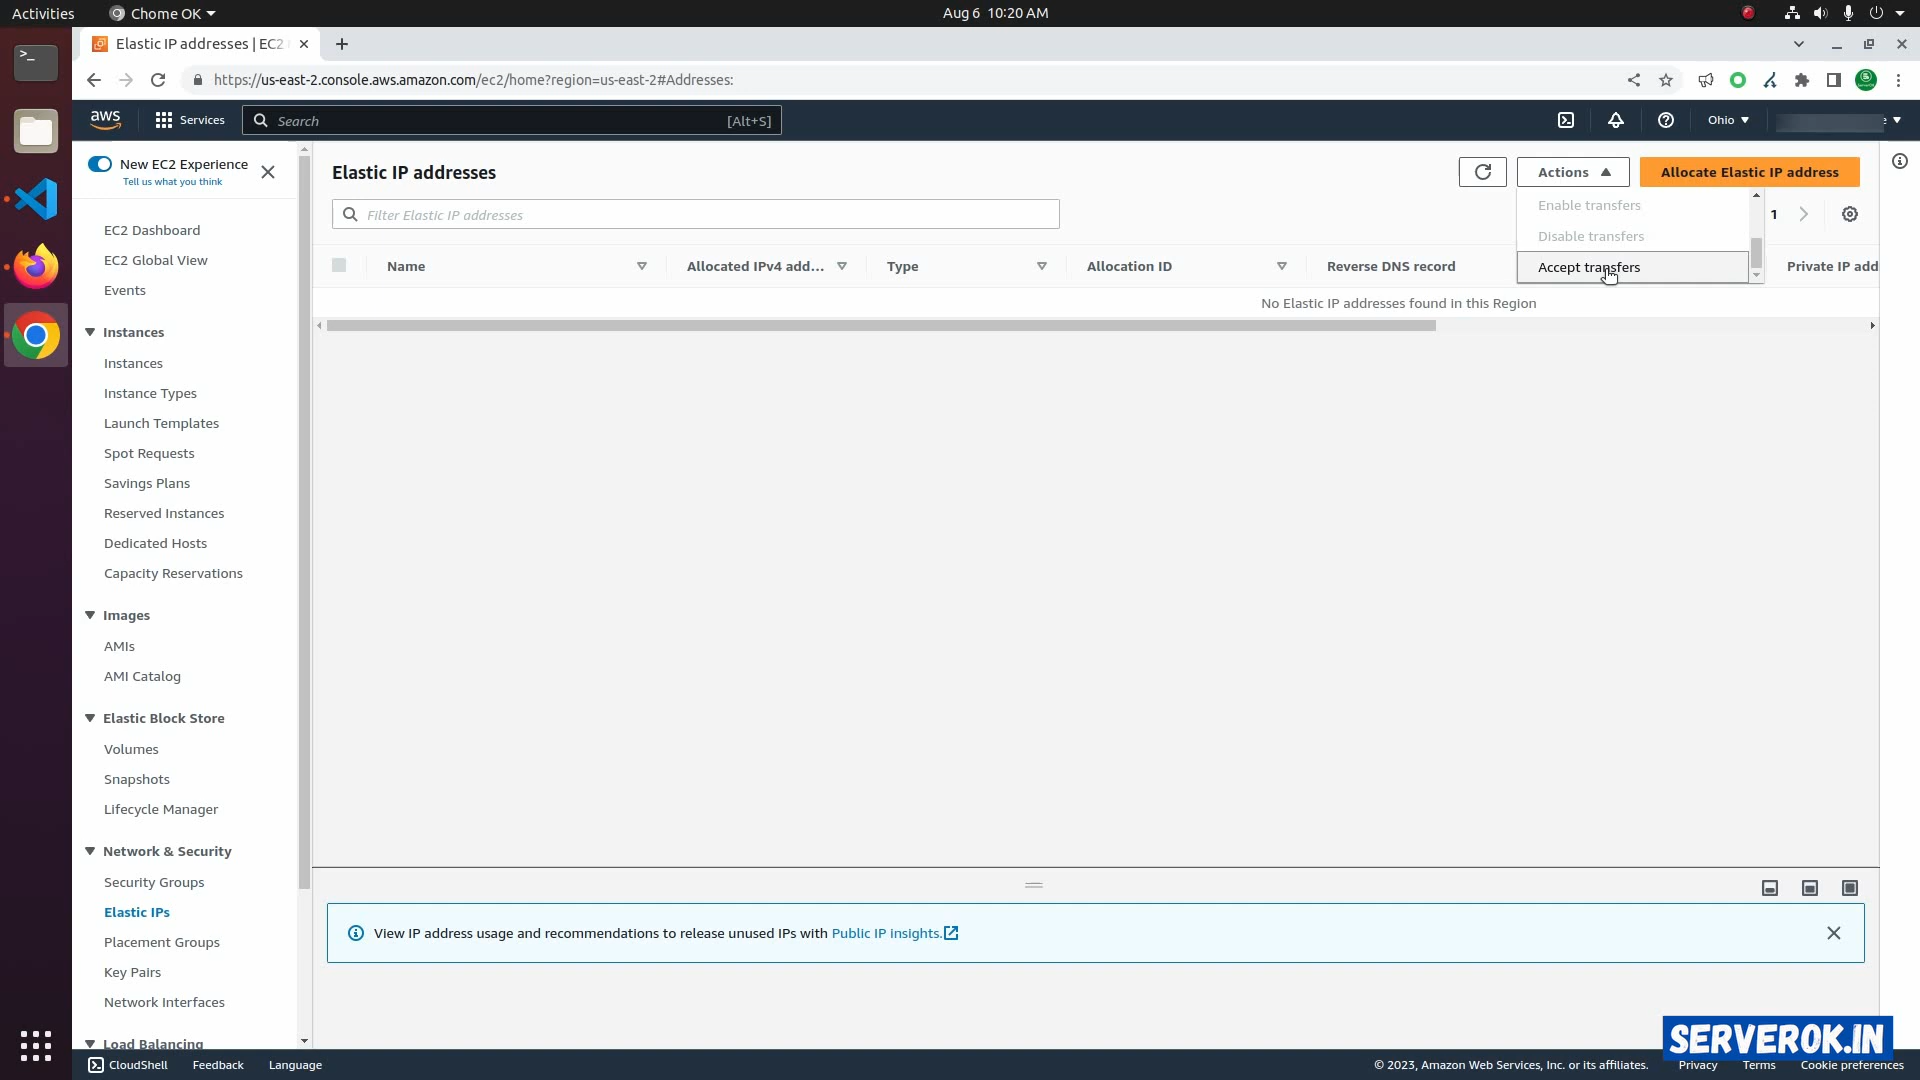 Activities
Chome OK
Aug 6 10:20 AM
Elastic IP addresses | EC2
https://us-east-2.console.aws.amazon.com/ec2/home?region=us-east-2#Addresses:
aws
Services
Search
[Alt+S]
Ohio
New EC2 Experience
Tell us what you think
EC2 Dashboard
EC2 Global View
Events
Instances
Instances
Instance Types
Launch Templates
Spot Requests
Savings Plans
Reserved Instances
Dedicated Hosts
Capacity Reservations
Images
AMIs
AMI Catalog
Elastic Block Store
Volumes
Snapshots
Lifecycle Manager
Network & Security
Security Groups
Elastic IPs
Placement Groups
Key Pairs
Network Interfaces
Load Balancing
Elastic IP addresses
Actions
Allocate Elastic IP address
Filter Elastic IP addresses
Enable transfers
Disable transfers
Accept transfers
1
Name
Allocated IPv4 add...
Type
Allocation ID
Reverse DNS record
Private IP add
No Elastic IP addresses found in this Region
View IP address usage and recommendations to release unused IPs with Public IP insights.
SERVEROK.IN
CloudShell
Feedback
Language
© 2023, Amazon Web Services, Inc. or its affiliates.
Privacy
Terms
Cookie preferences